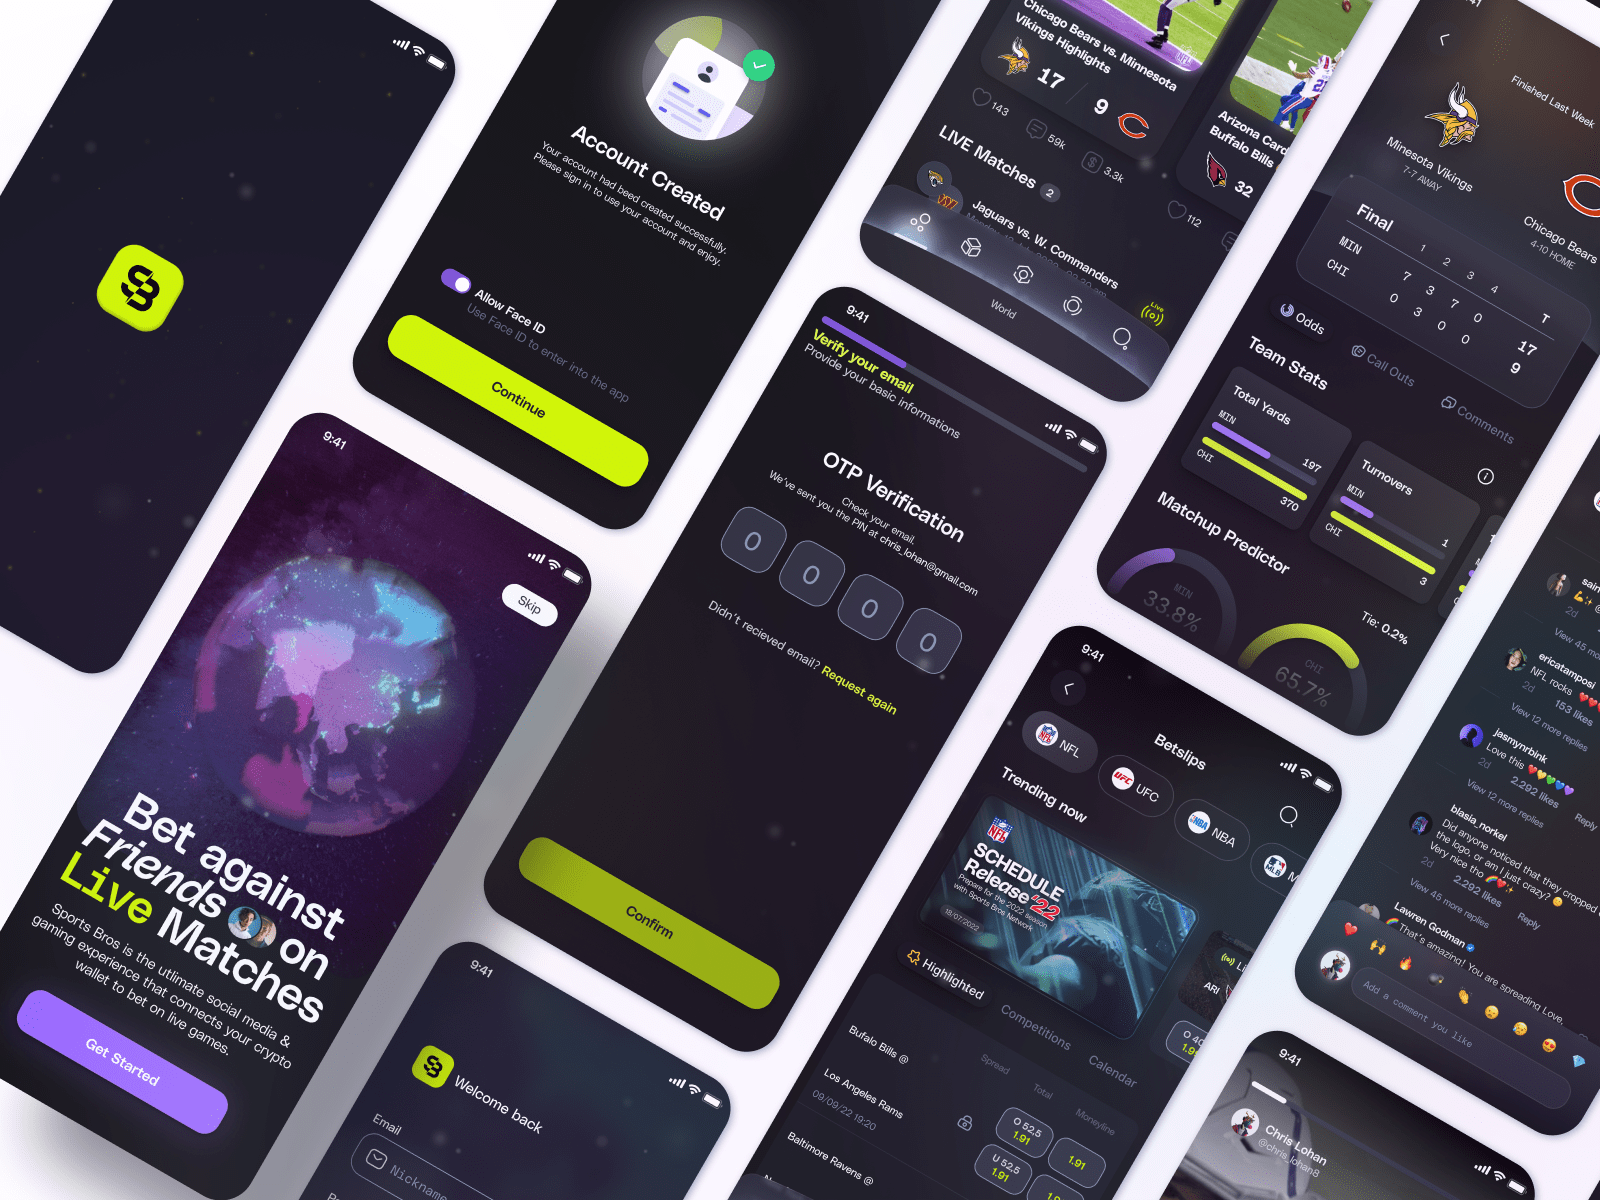 Account Created
Your account had beed created successfully.
Please sign in to use your account and enjoy.
Allow Face ID
Use Face ID to enter into the app
Continue
9:41
Skip
Bet against
Friends on
Live Matches
Sports Bros is the utlimate social media &
gaming experience that connects your crypto
wallet to bet on live games.
Get Started
Chicago Bears vs. Minnesota
Vikings Highlights
17
9
143
59k
3.3k
Buffalo Bills
32
112
LIVE Matches 2
Jaguars vs. W. Commanders
Live
World
9:41
Verify your email
Provide your basic informations
OTP Verification
Check your email.
We've sent you the PIN at chris_lohan@gmail.com
0 0 0 0
Didn't recieved email? Request again
Confirm
9:41
Welcome back
Email
Nickname
Finished Last Week
Minesota Vikings
7-7 AWAY
Chicago Bears
4-10 HOME
Final
1 2 3 4 T
MIN 7 3 7 0 17
CHI 0 3 0 0 9
Odds
Call Outs
Comments
Team Stats
Total Yards
MIN
197
CHI
370
Turnovers
MIN
1
CHI
3
Matchup Predictor
MIN
33.8%
Tie: 0.2%
CHI
65.7%
9:41
Betslips
NFL
UFC
NBA
MLB
Trending now
NFL
SCHEDULE
Release '22
Prepare for the 2022 season
with Sports Bros Network
18/07/2022
ARI
Highlighted
Competitions
Calendar
Spread
Total
Moneyline
Bufalo Bills @
Los Angeles Rams
09/09/22 19:20
O 52,5
1.91
1.91
U 52,5
1.91
Baltimore Ravens @
2d
View 45 mo
ericatamposi
NFL rocks ❤️❤️
2d
153 likes
View 12 more replies
jasmynrbink
Love this ❤️💛💚💙💜
2d
2.292 likes
View 12 more replies
Reply
blasia_norkel
Did anyone noticed that they cropped
the logo, or am I just crazy? 
Very nice tho 🌈❤️✨
2d
2.292 likes
Reply
View 45 more replies
Lawren Godman
🌈That's amazing! You are spreading Love,
Add a comment you like
9:41
Chris Lohan
@chris_lohan8